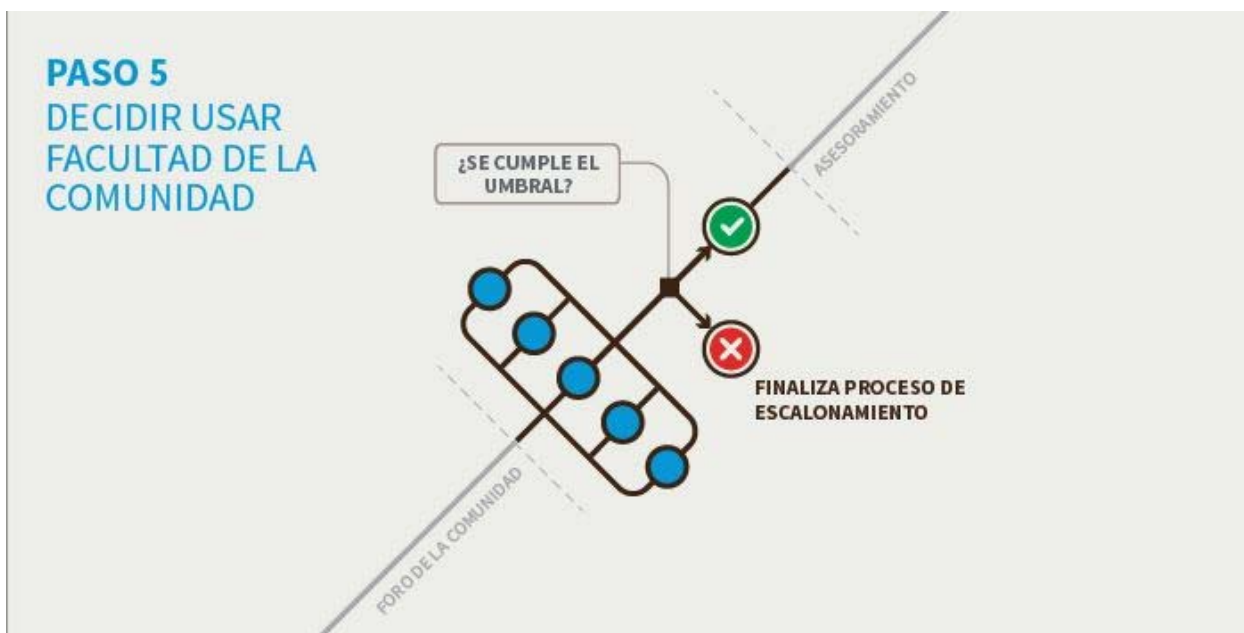 PASO 5
DECIDIR USAR
FACULTAD DE LA
COMUNIDAD
¿SE CUMPLE EL
UMBRAL?
ASESORAMIENTO
FINALIZA PROCESO DE
ESCALONAMIENTO
FORO DE LA COMUNIDAD